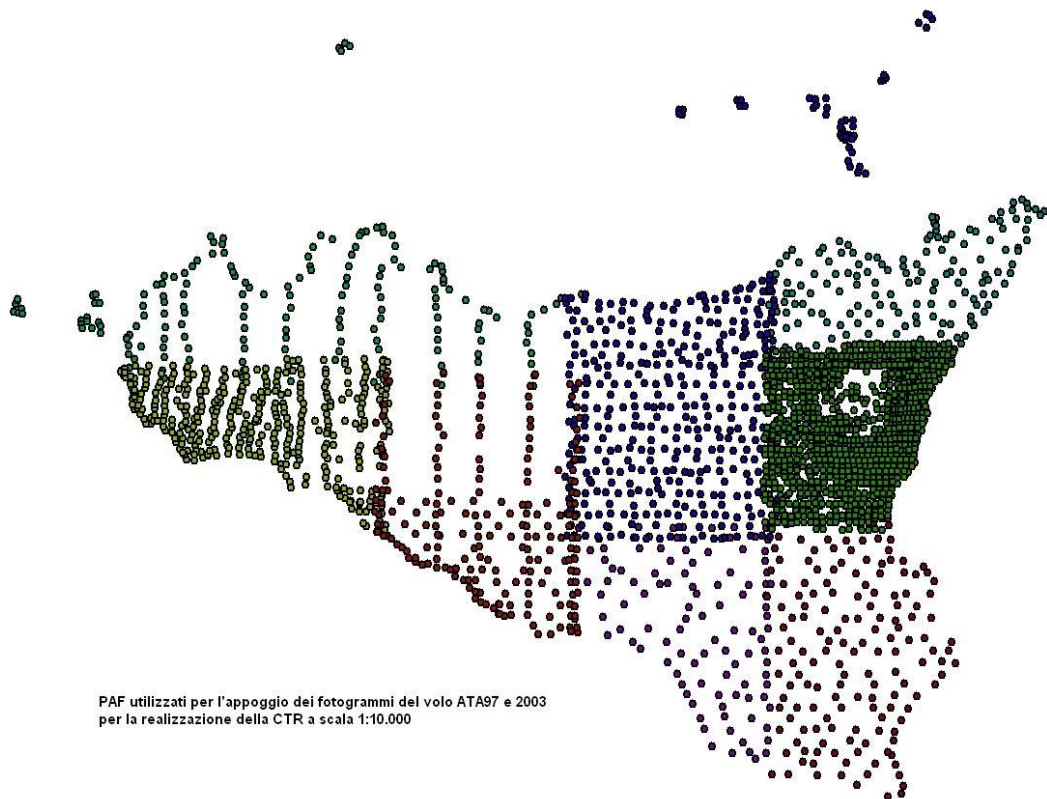 PAF utilizzati per l'appoggio dei fotogrammi del volo ATA97 e 2003
per la realizzazione della CTR a scala 1:10.000